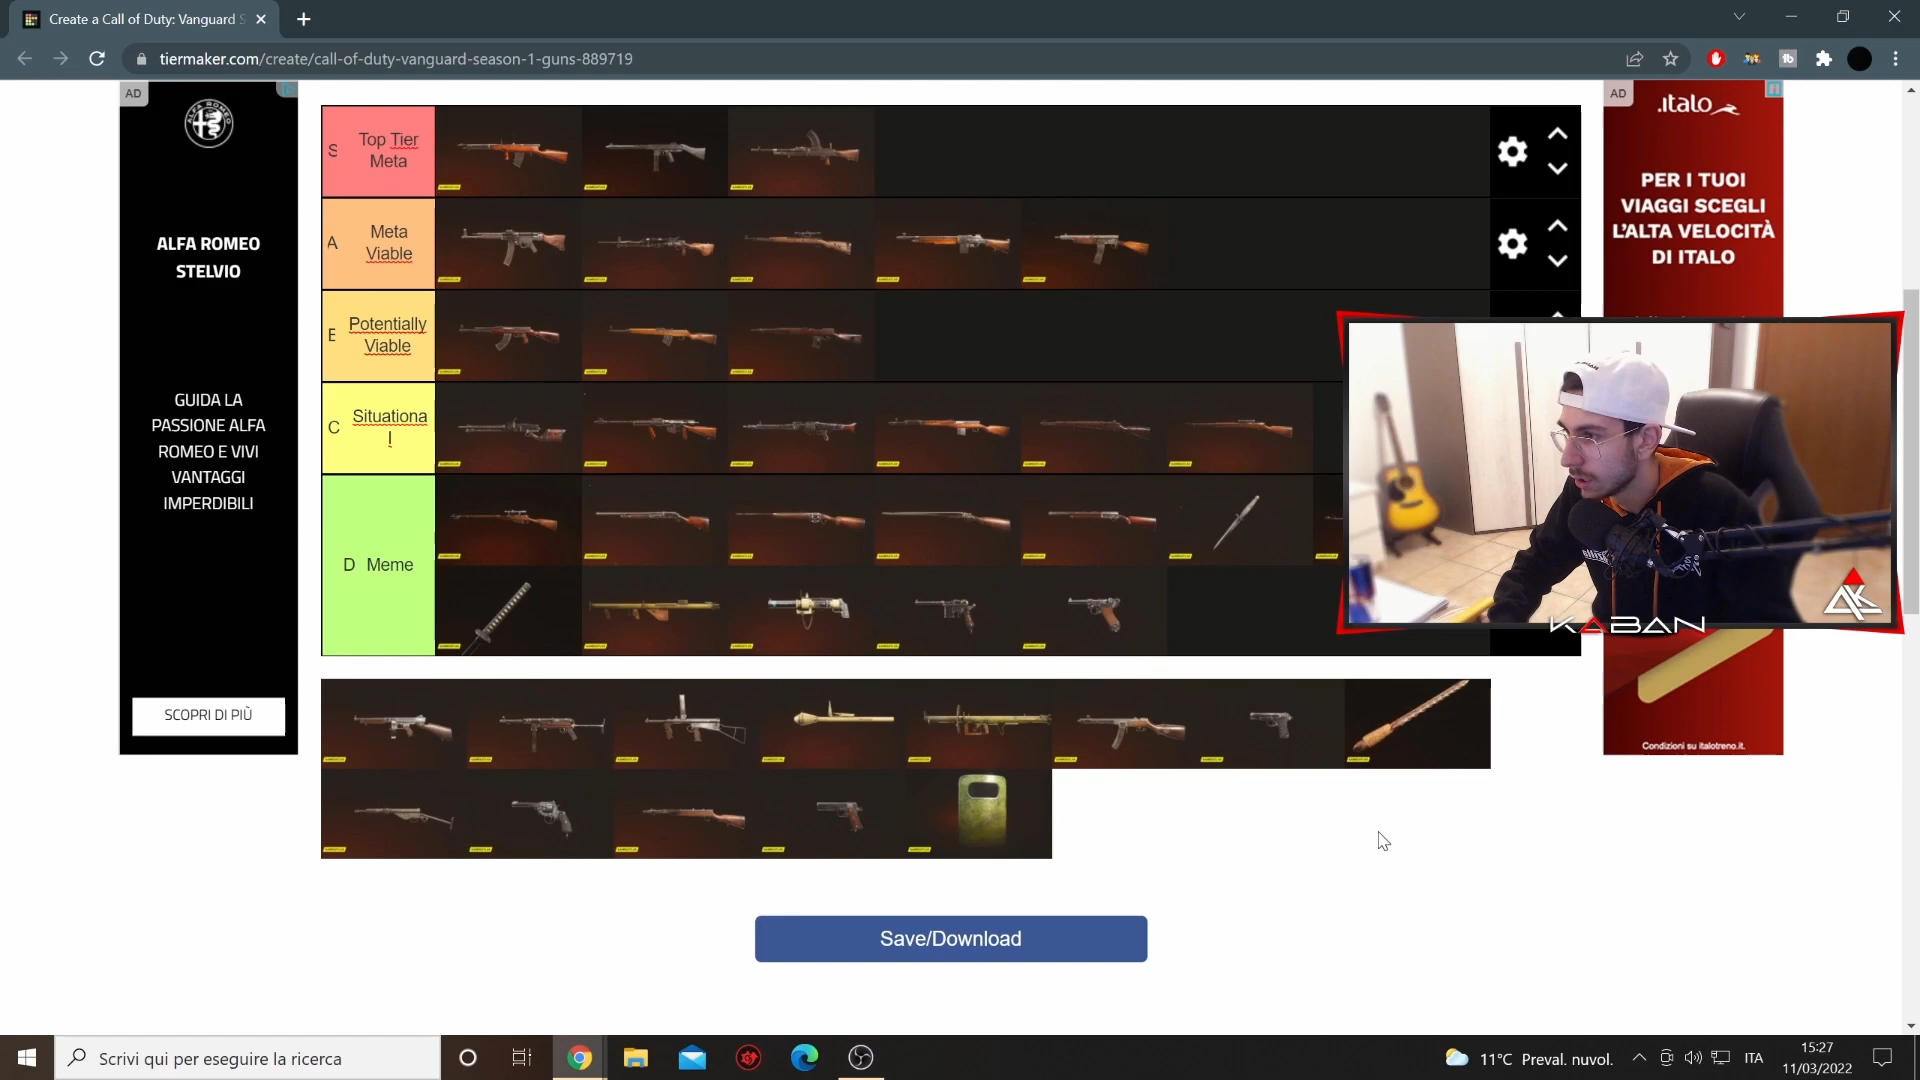 Create a Call of Duty: Vanguard S
tiermaker.com/create/call-of-duty-vanguard-season-1-guns-889719
AD
ALFA ROMEO
STELVIO
GUIDA LA
PASSIONE ALFA
ROMEO E VIVI
VANTAGGI
IMPERDIBILI
SCOPRI DI PIÙ
S Top Tier
Meta
A Meta
Viable
B Potentially
Viable
C Situationa
l
D Meme
Save/Download
AD
.italo
PER I TUOI
VIAGGI SCEGLI
L'ALTA VELOCITÀ
DI ITALO
Condizioni su italotreno.it.
KABAN
Scrivi qui per eseguire la ricerca
11°C Preval. nuvol.
ITA
15:27
11/03/2022